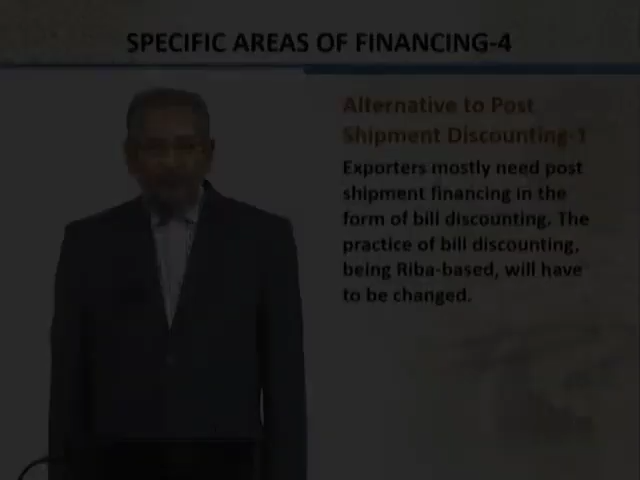 SPECIFIC AREAS OF FINANCING-4
Alternative to Post
Shipment Discounting-1
Exporters mostly need post
shipment financing in the
form of bill discounting. The
practice of bill discounting,
being Riba-based, will have
to be changed.